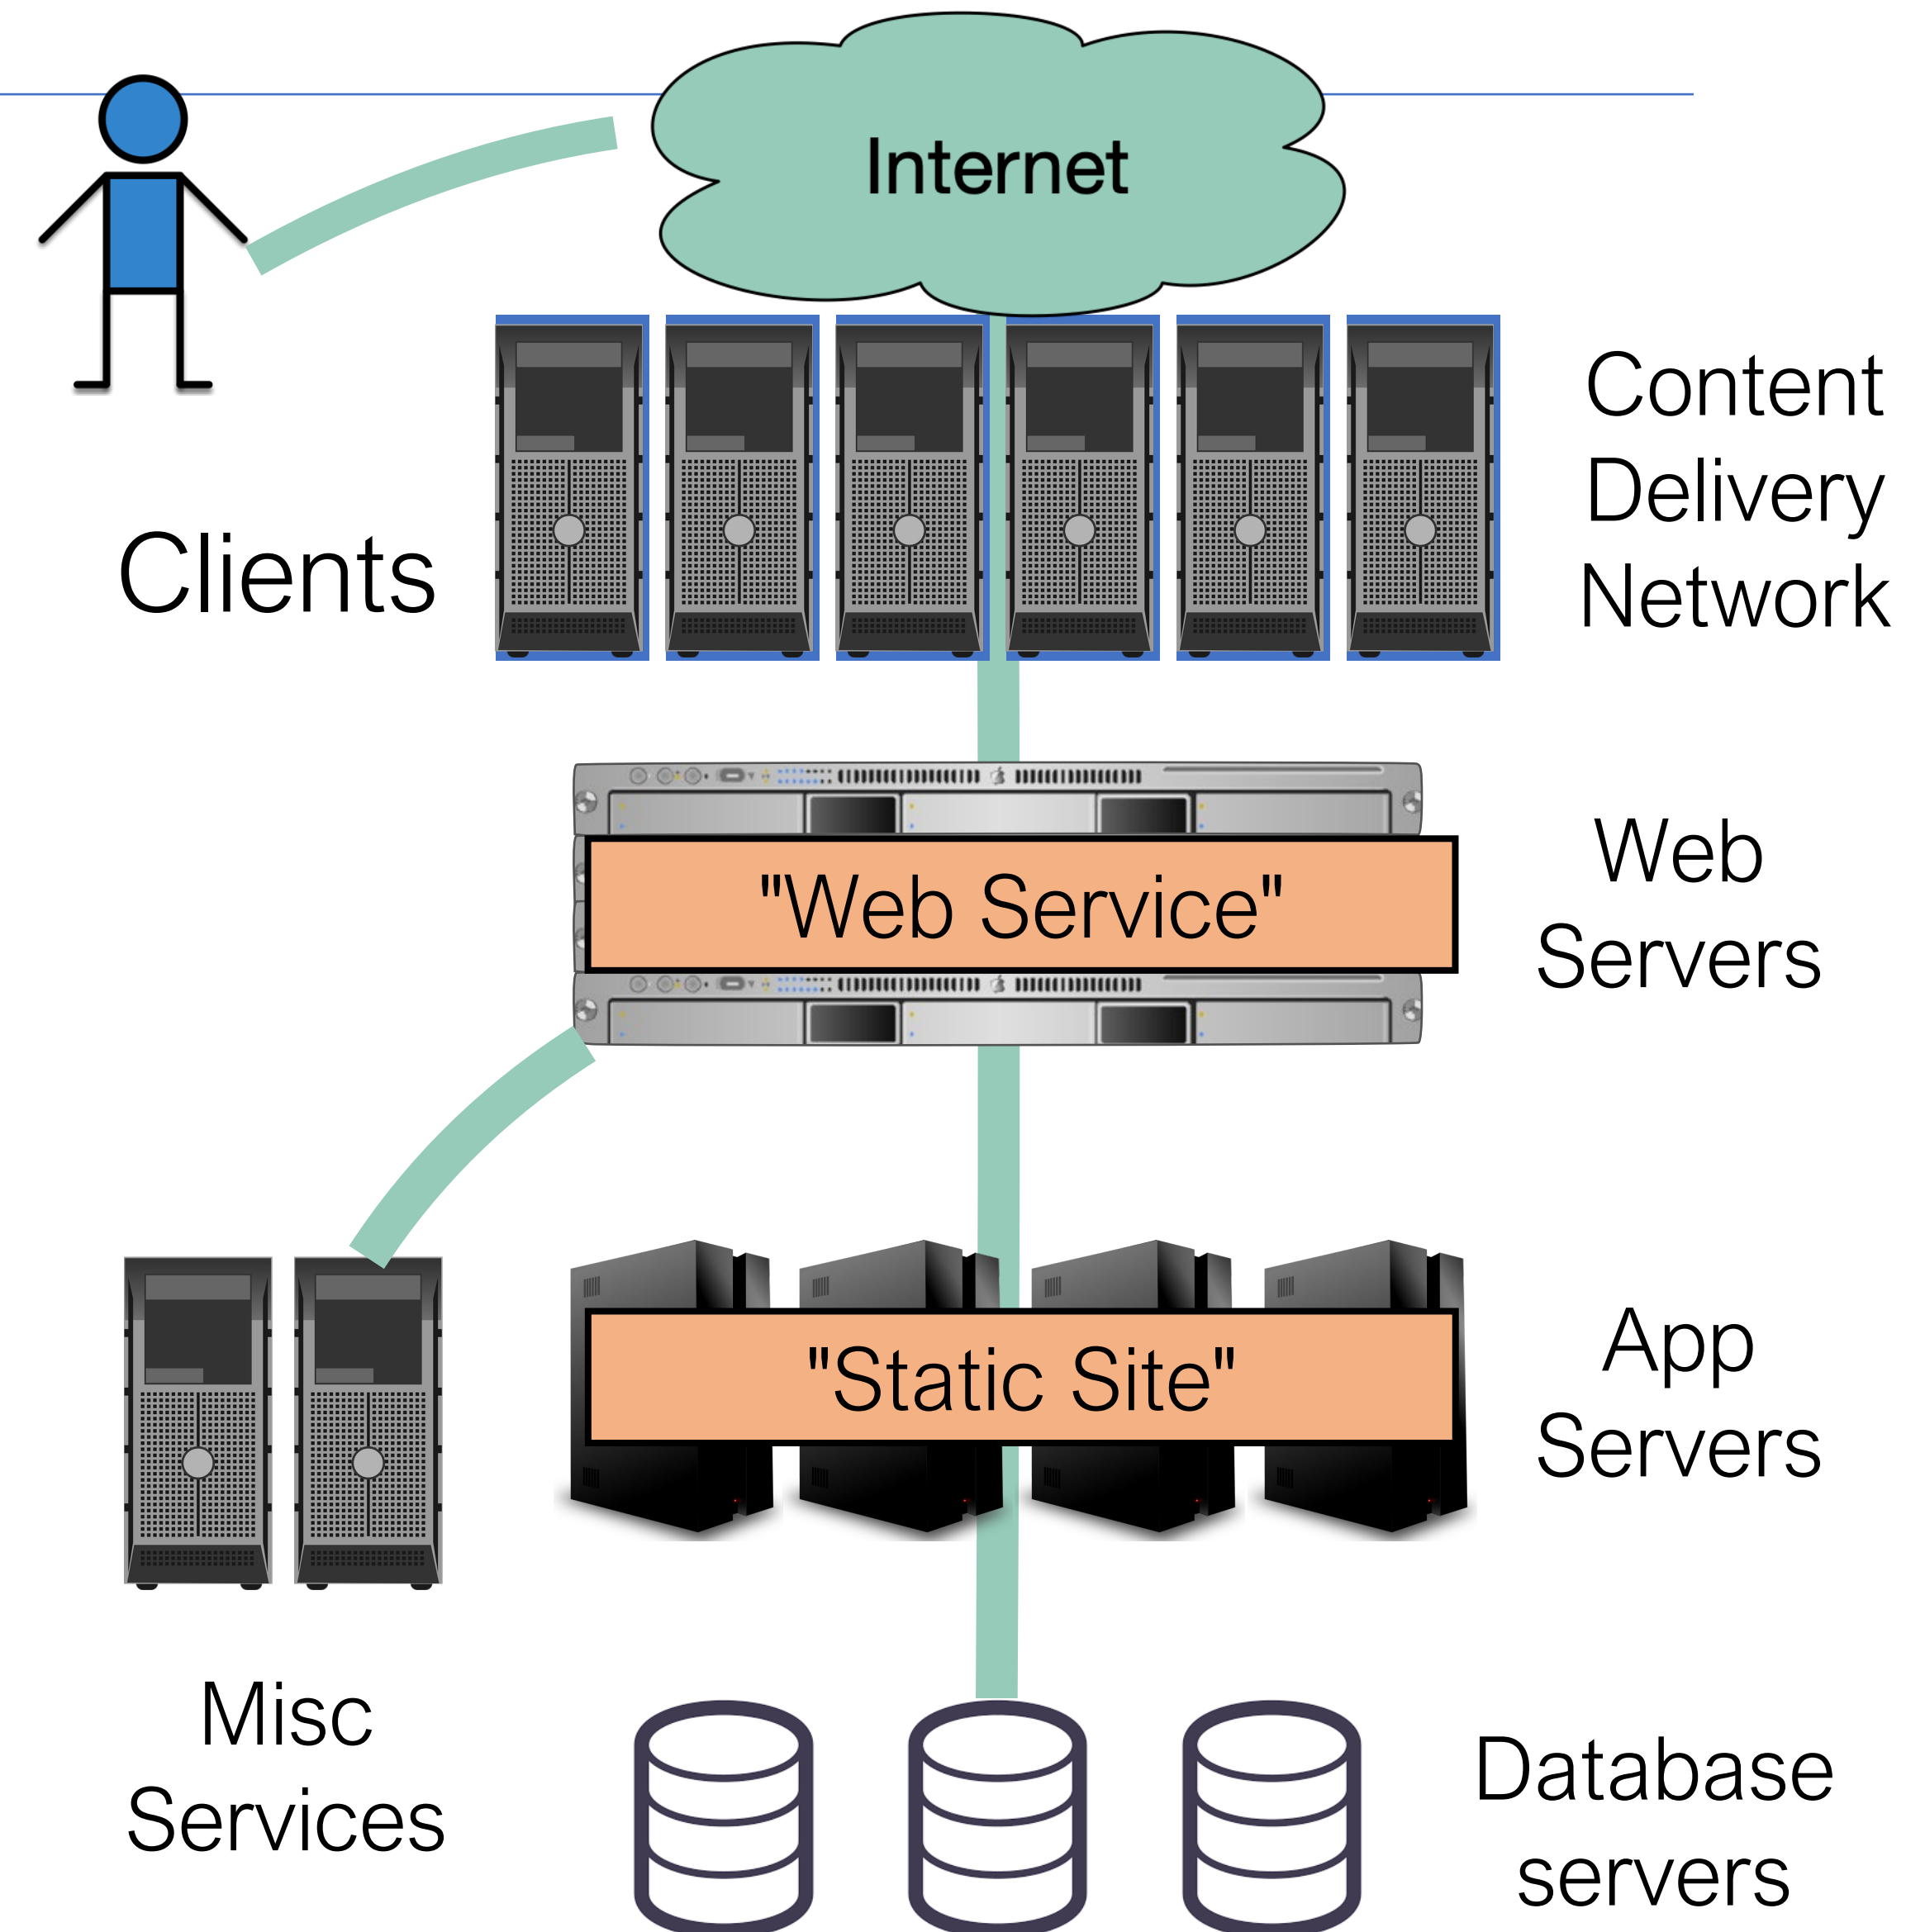 Internet
Clients
Content
Delivery
Network
"Web Service"
Web
Servers
"Static Site"
App
Servers
Misc
Services
Database
servers